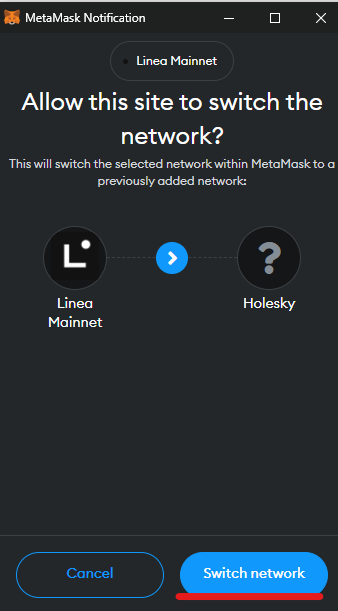 MetaMask Notification
Linea Mainnet
Allow this site to switch the
network?
This will switch the selected network within MetaMask to a
previously added network:
L
?
Linea
Mainnet
Holesky
Cancel
Switch network